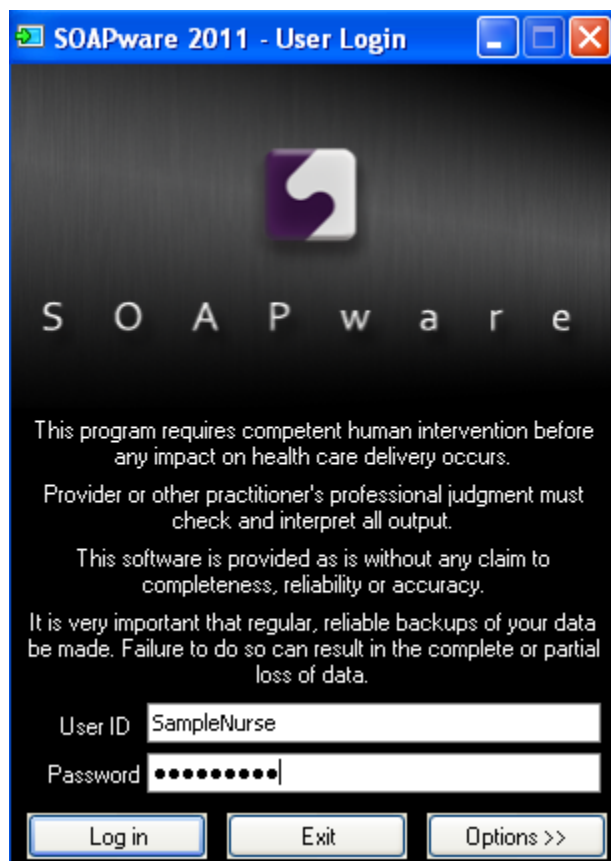 SOAPware 2011 - User Login
S O A P w a r e
This program requires competent human intervention before
any impact on health care delivery occurs.
Provider or other practitioner's professional judgment must
check and interpret all output.
This software is provided as is without any claim to
completeness, reliability or accuracy.
It is very important that regular, reliable backups of your data
be made. Failure to do so can result in the complete or partial
loss of data.
User ID SampleNurse
Password ●●●●●●●●●
Log in Exit Options >>